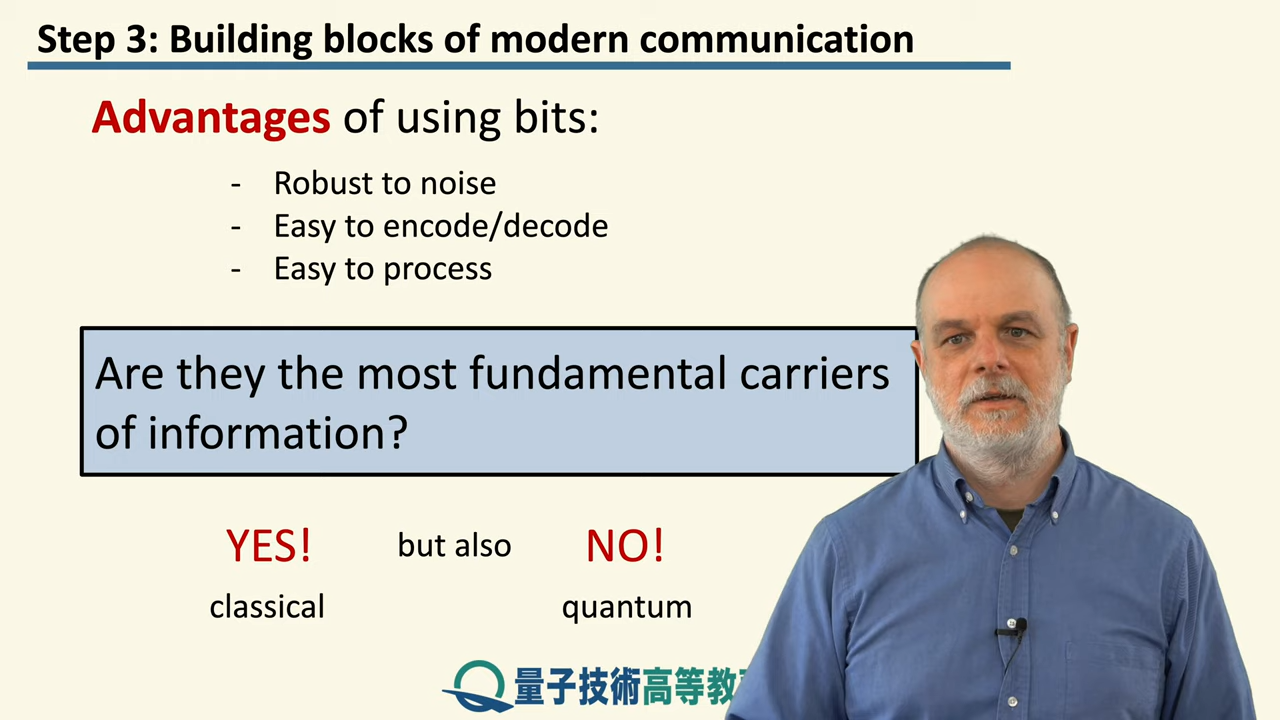 Step 3: Building blocks of modern communication
Advantages of using bits:
- Robust to noise
- Easy to encode/decode
- Easy to process
Are they the most fundamental carriers
of information?
YES! but also NO!
classical quantum
量子技術高等教